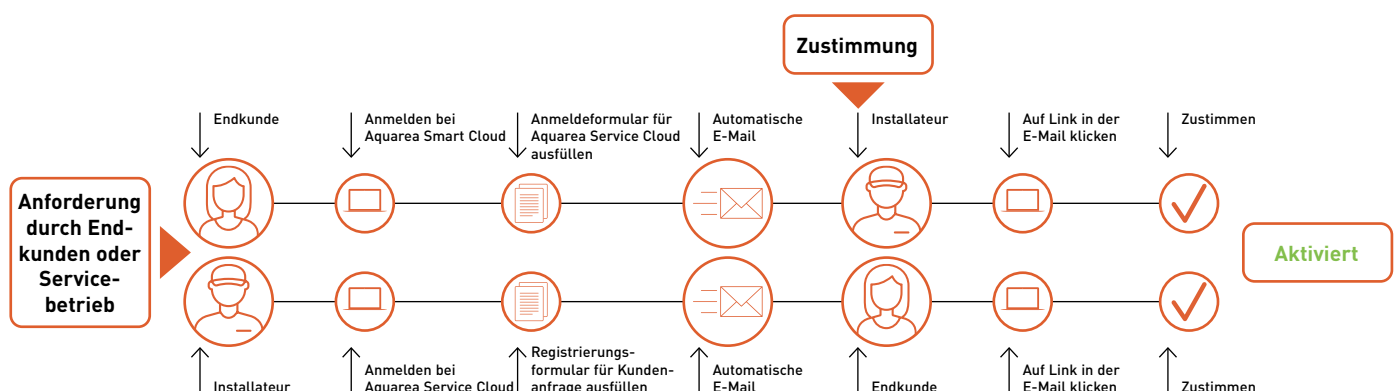 Zustimmung
Endkunde
Anmelden bei
Aquarea Smart Cloud
Anmeldeformular für
Aquarea Service Cloud
ausfüllen
Automatische
E-Mail
Installateur
Auf Link in der
E-Mail klicken
Zustimmen
Anforderung
durch End-
kunden oder
Service-
betrieb
Aktiviert
Installateur
Anmelden bei
Aquarea Service Cloud
Registrierungs-
formular für Kunden-
anfrage ausfüllen
Automatische
E-Mail
Endkunde
Auf Link in der
E-Mail klicken
Zustimmen